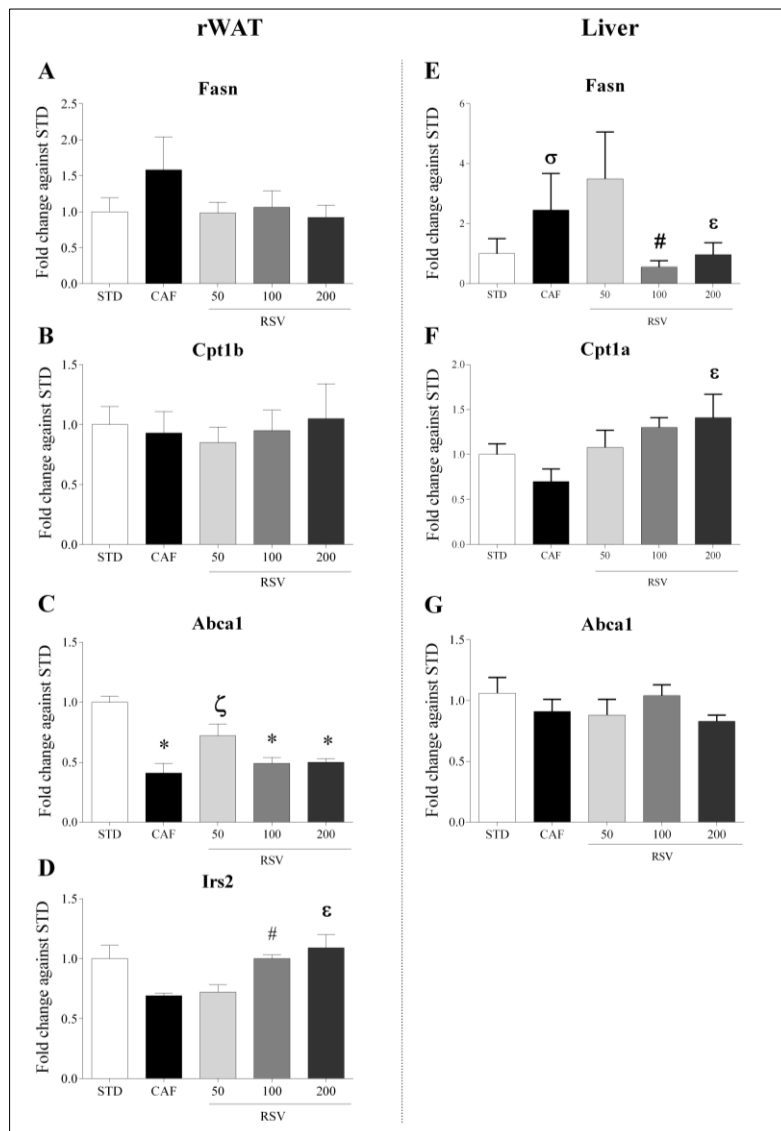 rWAT
Liver
A
Fasn
Fold change against STD
2.5
2.0
1.5
1.0
0.5
0.0
STD CAF 50 100 200
RSV
B
Cpt1b
Fold change against STD
1.5
1.0
0.5
0.0
STD CAF 50 100 200
RSV
C
Abca1
Fold change against STD
1.5
1.0
0.5
0.0
* ζ * *
STD CAF 50 100 200
RSV
D
Irs2
Fold change against STD
1.5
1.0
0.5
0.0
# ε
STD CAF 50 100 200
RSV
E
Fasn
Fold change against STD
6
4
2
0
σ # ε
STD CAF 50 100 200
RSV
F
Cpt1a
Fold change against STD
2.0
1.5
1.0
0.5
0.0
ε
STD CAF 50 100 200
RSV
G
Abca1
Fold change against STD
1.5
1.0
0.5
0.0
STD CAF 50 100 200
RSV